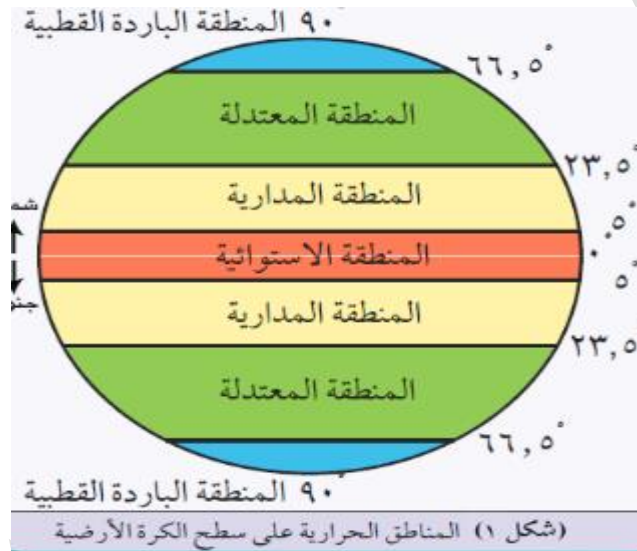 ٩٠° المنطقة الباردة القطبية
٦٦,٥°
المنطقة المعتدلة
٢٣,٥°
المنطقة المدارية
٥°
المنطقة الاستوائية
٠°
٥°
المنطقة المدارية
٢٣,٥°
المنطقة المعتدلة
٦٦,٥°
٩٠° المنطقة الباردة القطبية
(شكل ١) المناطق الحرارية على سطح الكرة الأرضية